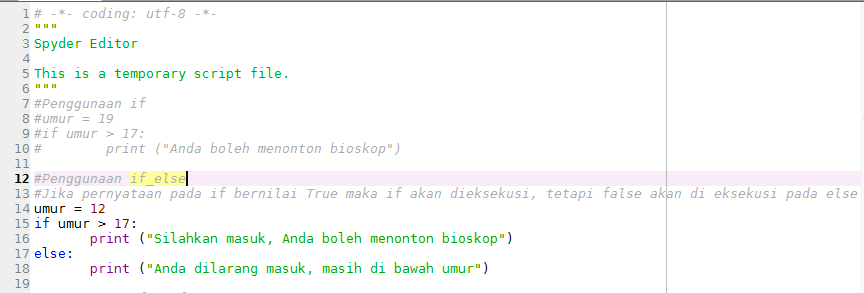 1 # -*- coding: utf-8 -*-
2 """
3 Spyder Editor
4
5 This is a temporary script file.
6 """
7 #Penggunaan if
8 #umur = 19
9 #if umur > 17:
10 #        print ("Anda boleh menonton bioskop")
11
12 #Penggunaan if_else
13 #Jika pernyataan pada if bernilai True maka if akan dieksekusi, tetapi false akan di eksekusi pada else
14 umur = 12
15 if umur > 17:
16        print ("Silahkan masuk, Anda boleh menonton bioskop")
17 else:
18        print ("Anda dilarang masuk, masih di bawah umur")
19